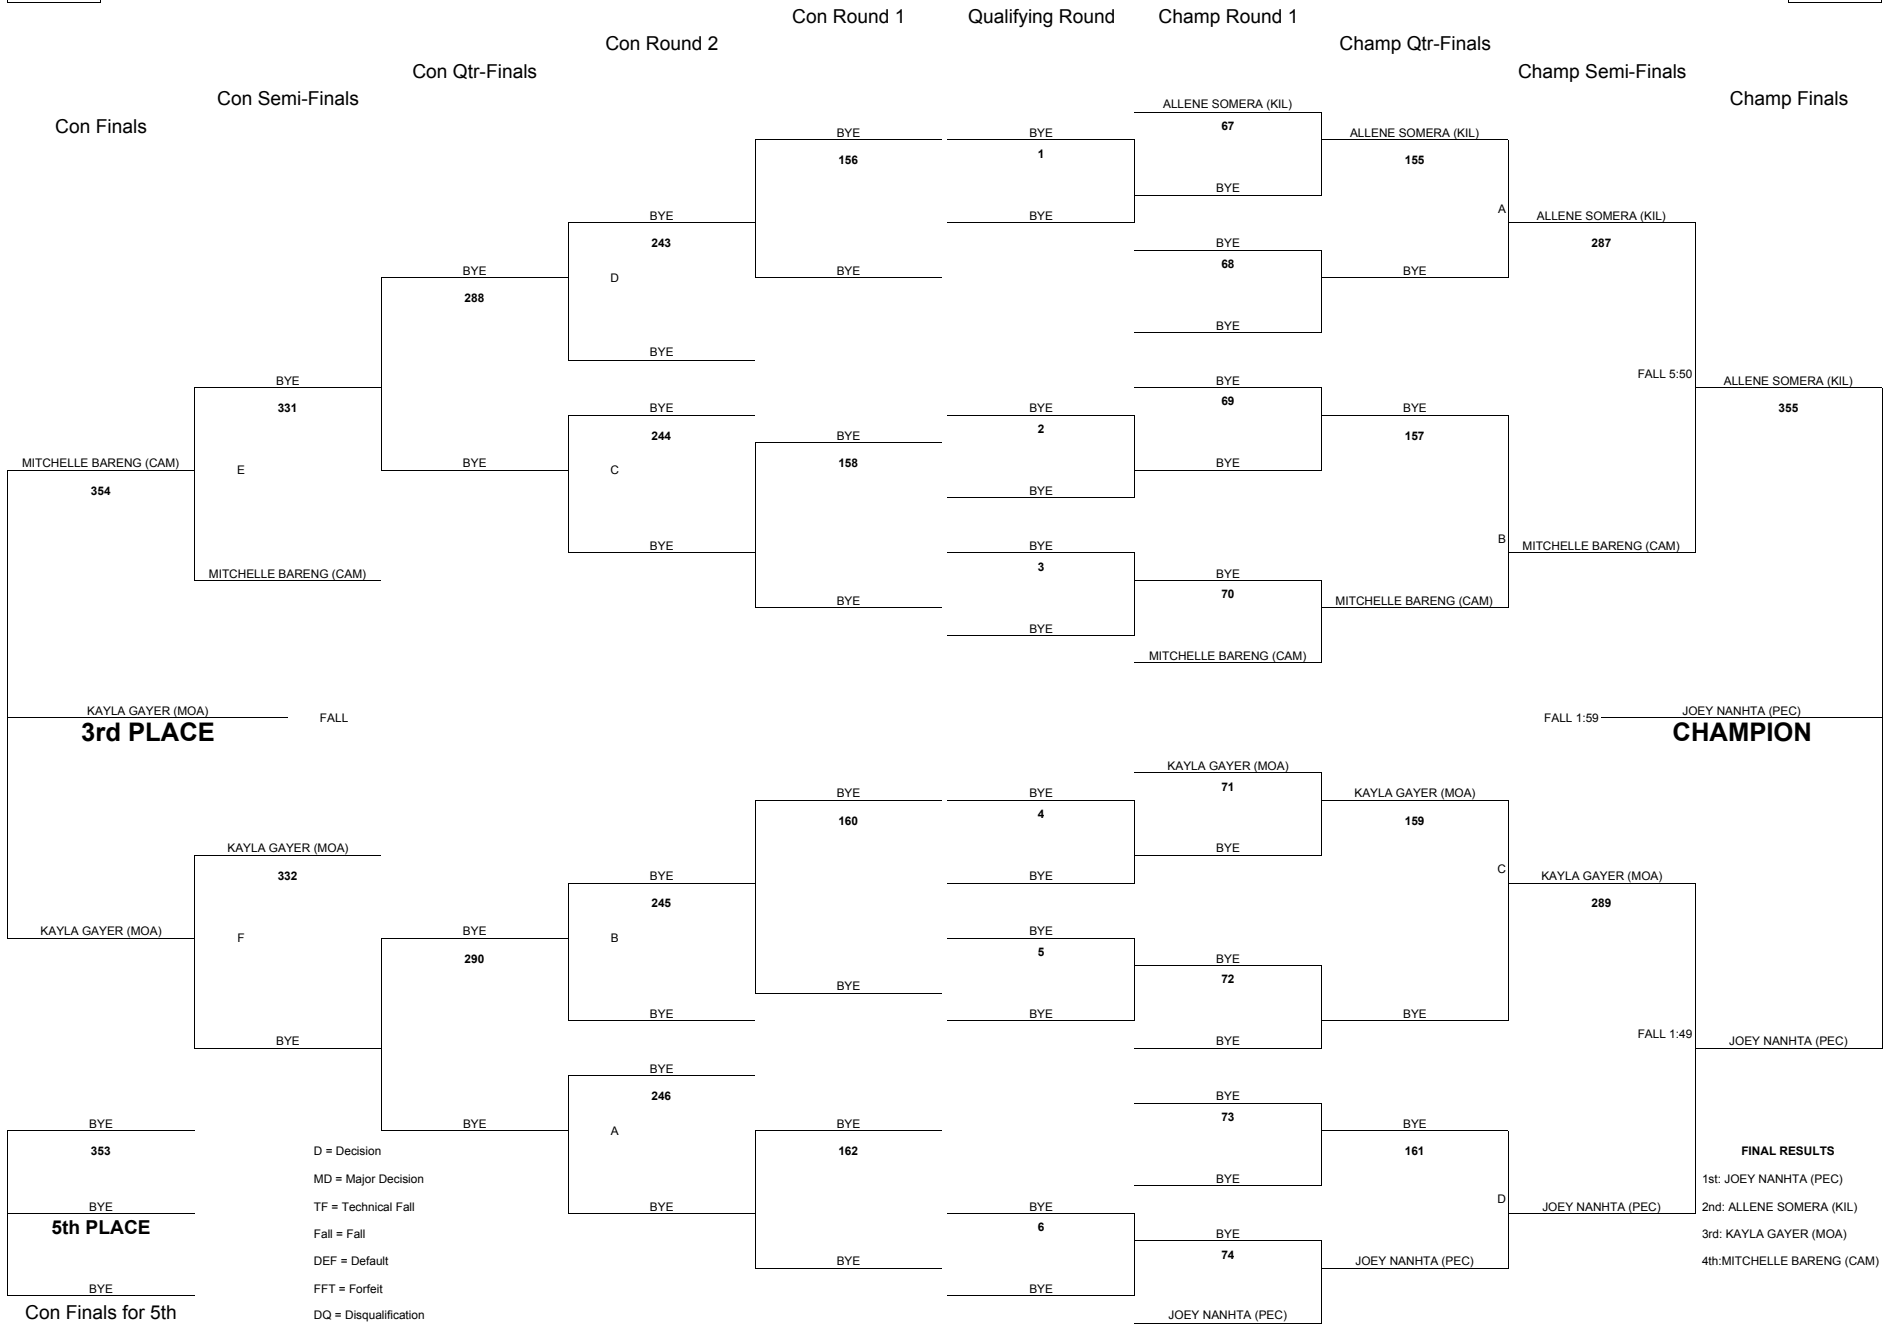 Con Round 1 Qualifying Round Champ Round 1
Con Round 2 Champ Qtr-Finals
Con Qtr-Finals Champ Semi-Finals
Con Semi-Finals Champ Finals
Con Finals
ALLENE SOMERA (KIL)
67
BYE BYE ALLENE SOMERA (KIL)
156 1 155
BYE
A
BYE BYE ALLENE SOMERA (KIL)
243 287
BYE
68
BYE BYE BYE
D
288
BYE
BYE
FALL 5:50
BYE BYE ALLENE SOMERA (KIL)
331 69 355
BYE BYE BYE
244 2 157
BYE
158
MITCHELLE BARENG (CAM) E BYE C BYE
354 BYE
B
BYE BYE MITCHELLE BARENG (CAM)
3
MITCHELLE BARENG (CAM) BYE
70
BYE MITCHELLE BARENG (CAM)
BYE
MITCHELLE BARENG (CAM)
KAYLA GAYER (MOA) FALL FALL 1:59 JOEY NANHTA (PEC)
3rd PLACE CHAMPION
KAYLA GAYER (MOA)
71
BYE BYE KAYLA GAYER (MOA)
160 4 159
KAYLA GAYER (MOA) BYE
332 C
BYE BYE KAYLA GAYER (MOA)
245 289
KAYLA GAYER (MOA) F BYE B BYE
290 5
BYE
72
BYE
BYE BYE BYE
FALL 1:49
BYE BYE JOEY NANHTA (PEC)
BYE
246 BYE
73
BYE BYE A BYE BYE
353 D = Decision 162 161 FINAL RESULTS
MD = Major Decision BYE 1st: JOEY NANHTA (PEC)
D
BYE TF = Technical Fall BYE BYE JOEY NANHTA (PEC) 2nd: ALLENE SOMERA (KIL)
5th PLACE 6
Fall = Fall BYE 3rd: KAYLA GAYER (MOA)
74
DEF = Default BYE JOEY NANHTA (PEC) 4th:MITCHELLE BARENG (CAM)
BYE FFT = Forfeit BYE
Con Finals for 5th DQ = Disqualification JOEY NANHTA (PEC)